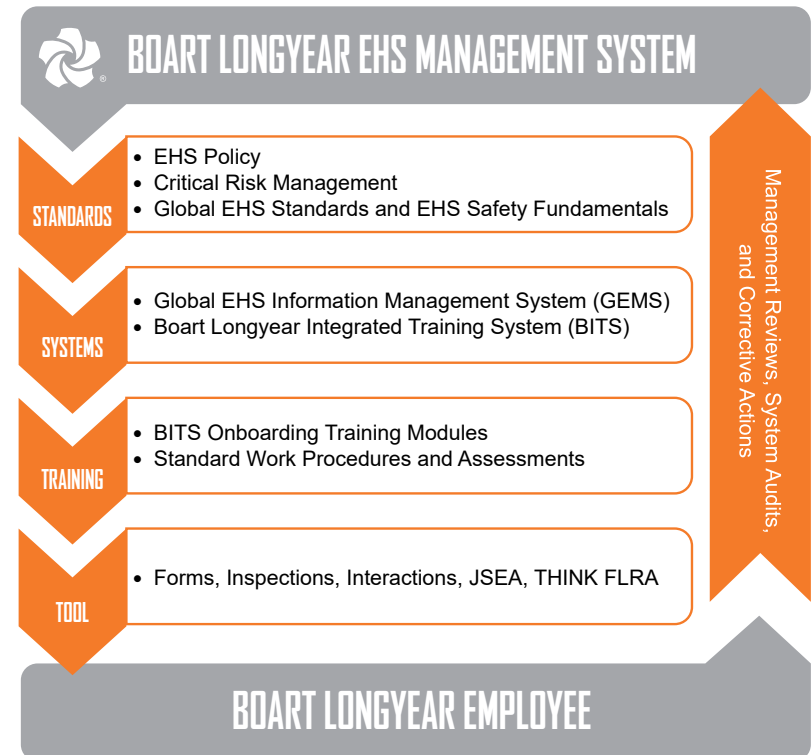 BOART LONGYEAR EHS MANAGEMENT SYSTEM
®
STANDARDS
• EHS Policy
• Critical Risk Management
• Global EHS Standards and EHS Safety Fundamentals
SYSTEMS
• Global EHS Information Management System (GEMS)
• Boart Longyear Integrated Training System (BITS)
TRAINING
• BITS Onboarding Training Modules
• Standard Work Procedures and Assessments
TOOL
• Forms, Inspections, Interactions, JSEA, THINK FLRA
Management Reviews, System Audits,
and Corrective Actions
BOART LONGYEAR EMPLOYEE